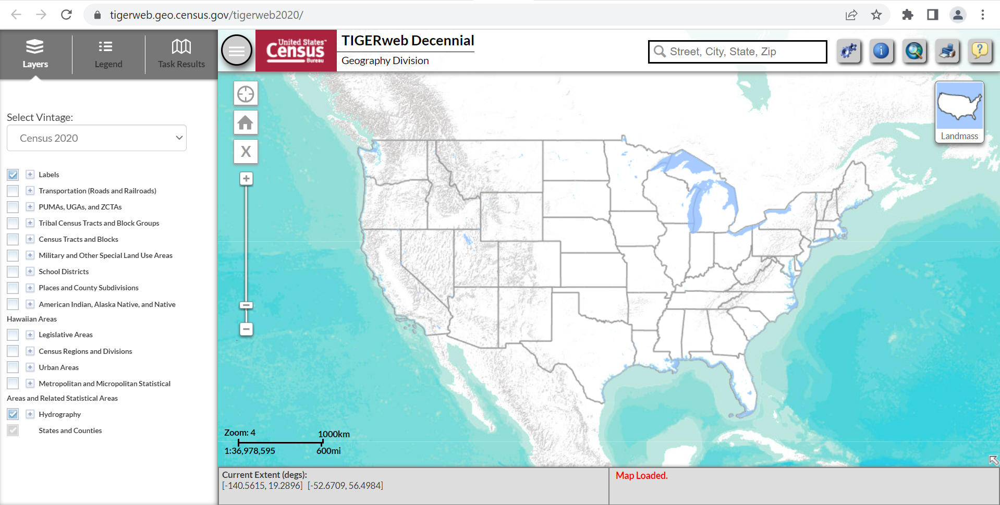 tigerweb.geo.census.gov/tigerweb2020/
Layers
Legend
Task Results
United States™
Census
Bureau
TIGERweb Decennial
Geography Division
Street, City, State, Zip
Select Vintage:
Census 2020
Labels
Transportation (Roads and Railroads)
PUMAs, UGAs, and ZCTAs
Tribal Census Tracts and Block Groups
Census Tracts and Blocks
Military and Other Special Land Use Areas
School Districts
Places and County Subdivisions
American Indian, Alaska Native, and Native
Hawaiian Areas
Legislative Areas
Census Regions and Divisions
Urban Areas
Metropolitan and Micropolitan Statistical
Areas and Related Statistical Areas
Hydrography
States and Counties
X
Landmass
Zoom: 4
1000km
1:36,978,595
600mi
Current Extent (degs):
[-140.5615, 19.2896] [-52.6709, 56.4984]
Map Loaded.